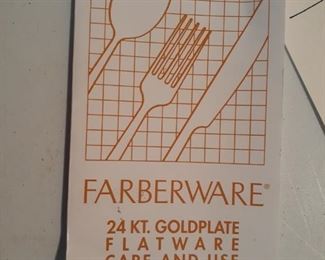 FARBERWARE®
24 KT. GOLDPLATE
FLATWARE
CARE AND USE